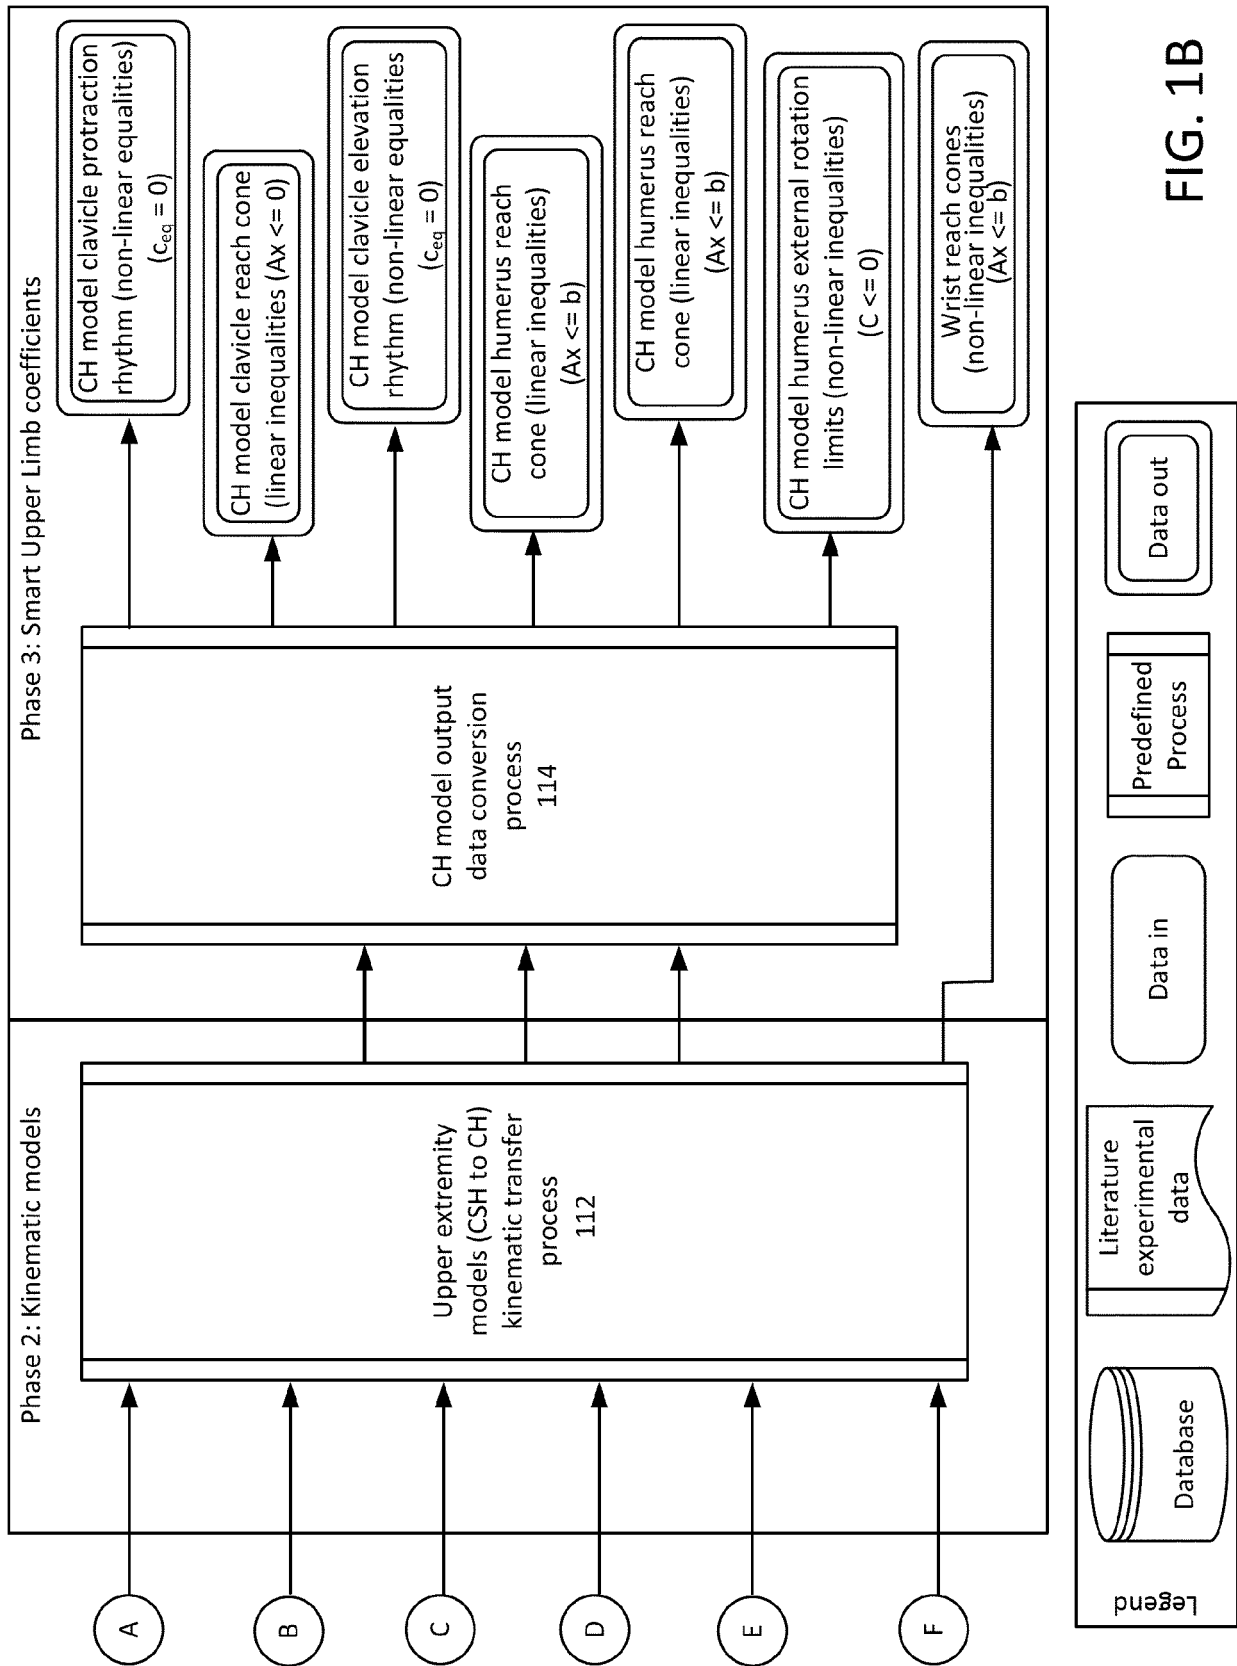 Phase 2: Kinematic models
Phase 3: Smart Upper Limb coefficients
A
B
C
D
E
F
Upper extremity
models (CSH to CH)
kinematic transfer
process
112
CH model output
data conversion
process
114
CH model clavicle protraction
rhythm (non-linear equalities)
(ceq = 0)
CH model clavicle reach cone
(linear inequalities (Ax <= 0)
CH model clavicle elevation
rhythm (non-linear equalities
(ceq = 0)
CH model humerus reach
cone (linear inequalities)
(Ax <= b)
CH model humerus reach
cone (linear inequalities)
(Ax <= b)
CH model humerus external rotation
limits (non-linear inequalities)
(C <= 0)
Wrist reach cones
(non-linear inequalities)
(Ax <= b)
Legend
Database
Literature
experimental
data
Data in
Predefined
Process
Data out
FIG. 1B